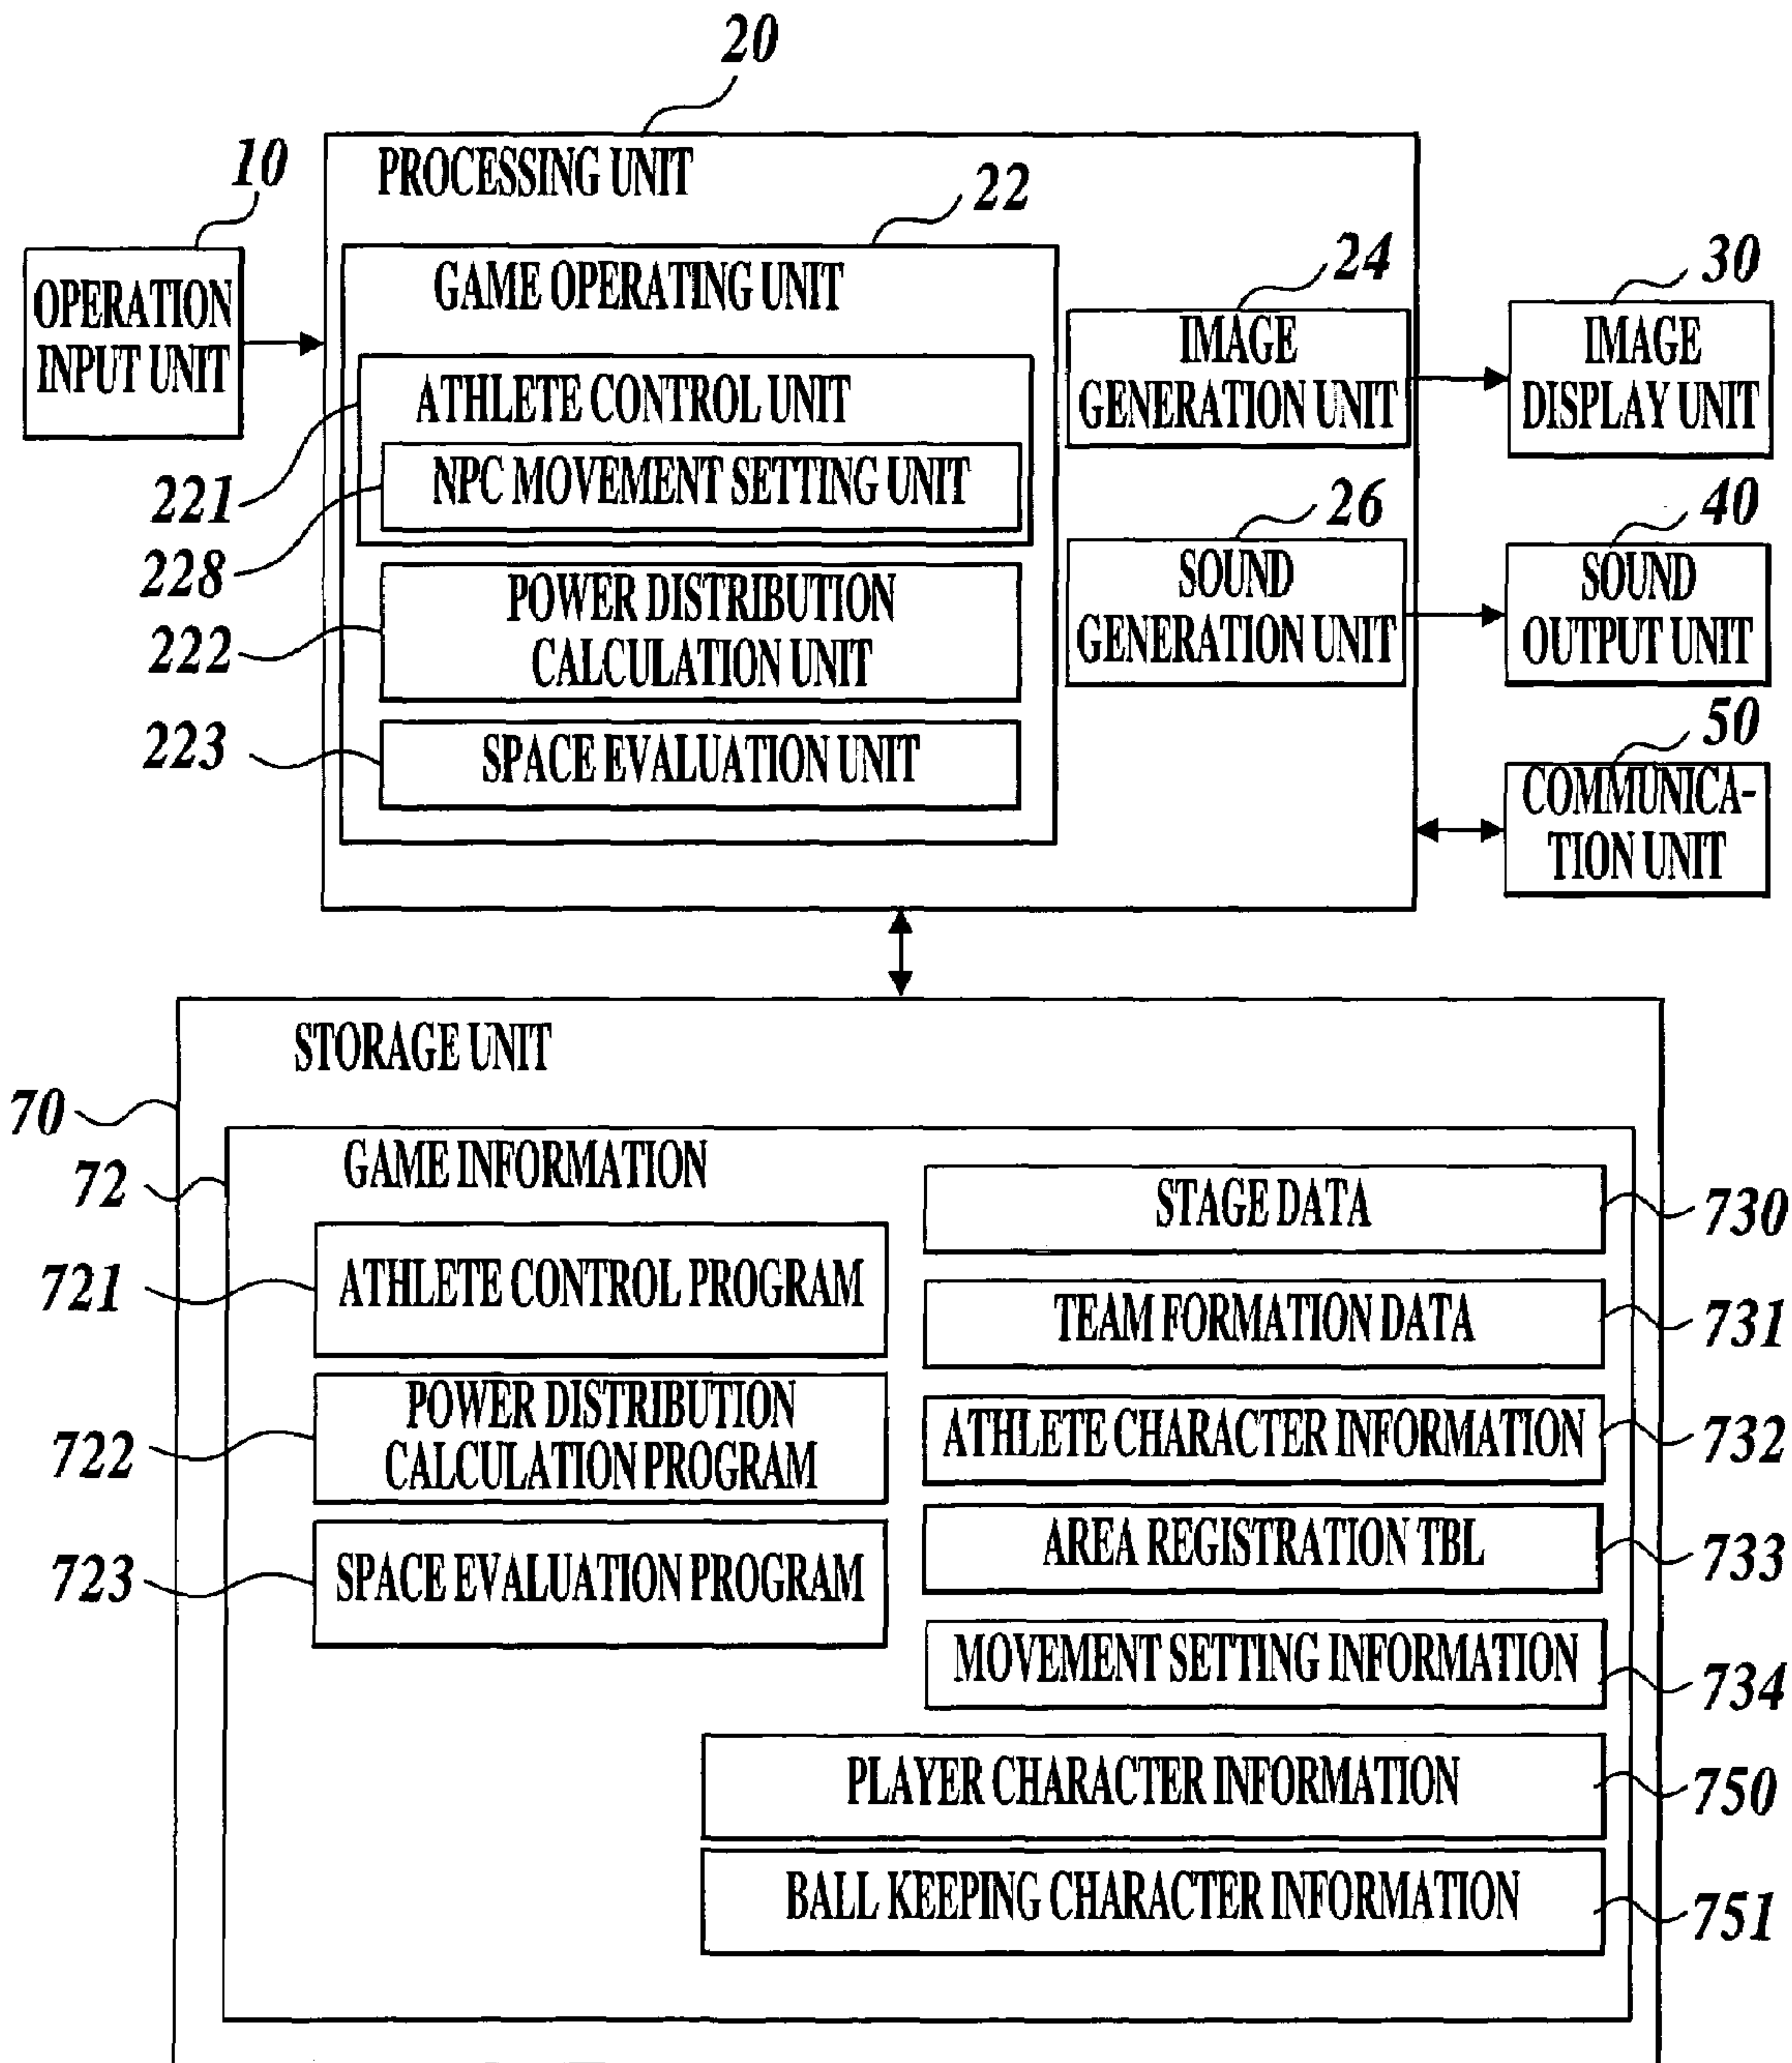 20
PROCESSING UNIT
10
22
OPERATION
INPUT UNIT
GAME OPERATING UNIT
24
30
IMAGE
GENERATION UNIT
IMAGE
DISPLAY UNIT
ATHLETE CONTROL UNIT
221
NPC MOVEMENT SETTING UNIT
228
26
40
SOUND
GENERATION UNIT
SOUND
OUTPUT UNIT
POWER DISTRIBUTION
CALCULATION UNIT
222
223
SPACE EVALUATION UNIT
50
COMMUNICA-
TION UNIT
STORAGE UNIT
70
72
GAME INFORMATION
STAGE DATA
730
721
ATHLETE CONTROL PROGRAM
TEAM FORMATION DATA
731
POWER DISTRIBUTION
CALCULATION PROGRAM
722
ATHLETE CHARACTER INFORMATION
732
723
SPACE EVALUATION PROGRAM
AREA REGISTRATION TBL
733
MOVEMENT SETTING INFORMATION
734
PLAYER CHARACTER INFORMATION
750
BALL KEEPING CHARACTER INFORMATION
751